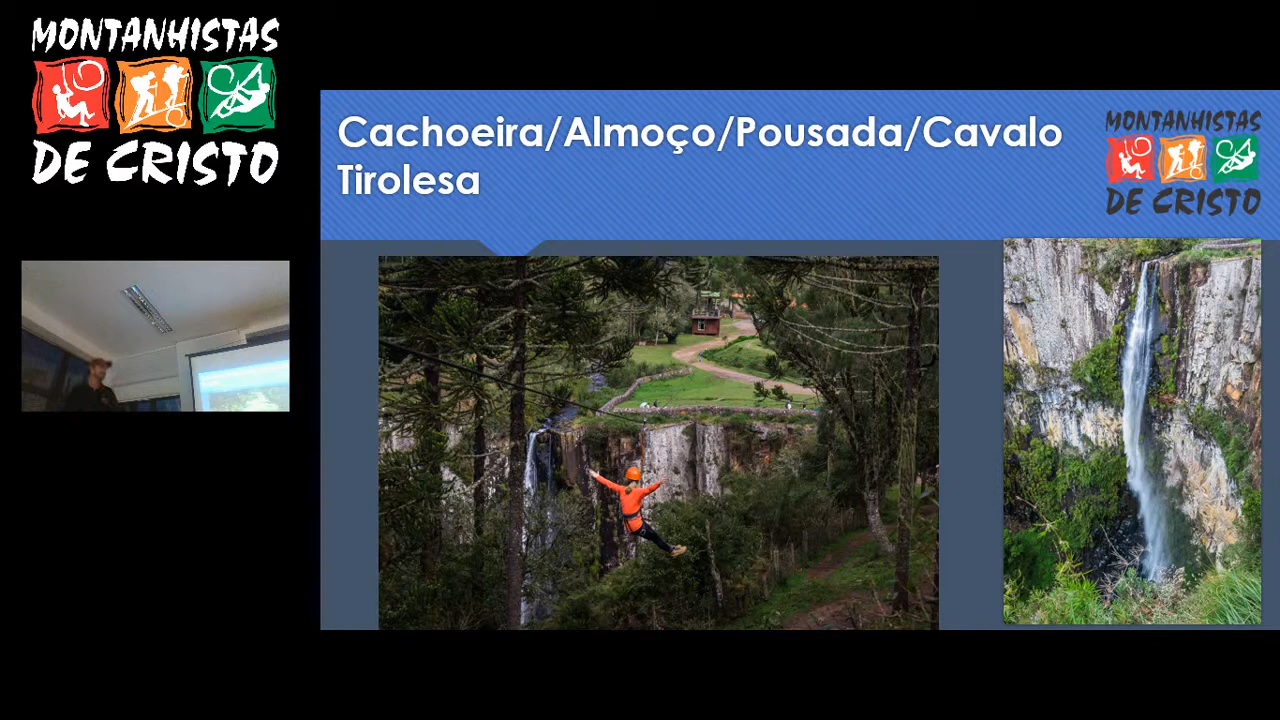 MONTANHISTAS
DE CRISTO
Cachoeira/Almoço/Pousada/Cavalo
Tirolesa
MONTANHISTAS
DE CRISTO